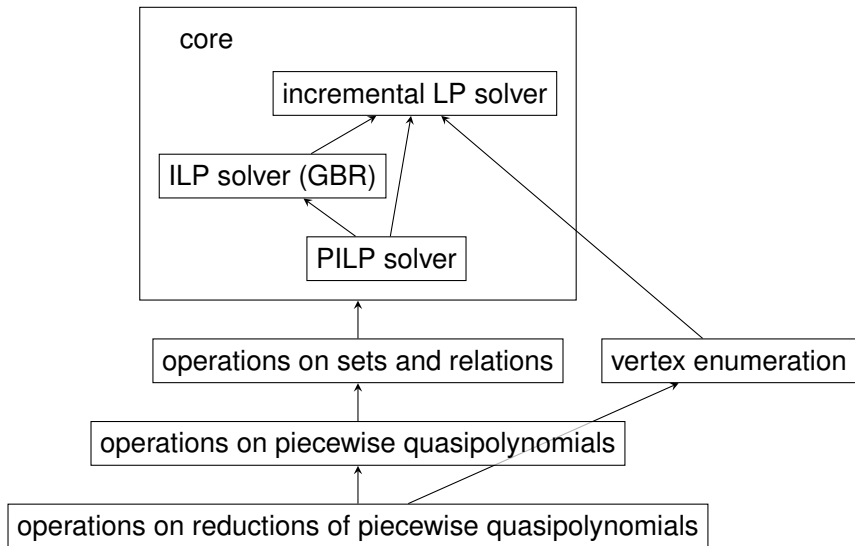 core
incremental LP solver
ILP solver (GBR)
PILP solver
operations on sets and relations
vertex enumeration
operations on piecewise quasipolynomials
operations on reductions of piecewise quasipolynomials